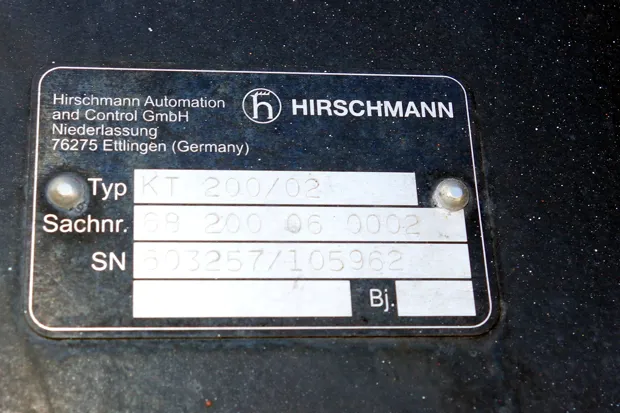 Hirschmann Automation
and Control GmbH
Niederlassung
76275 Ettlingen (Germany)
HIRSCHMANN
Typ KT 200/02
Sachnr. 68 200 06 0002
SN 603257/105962
Bj.